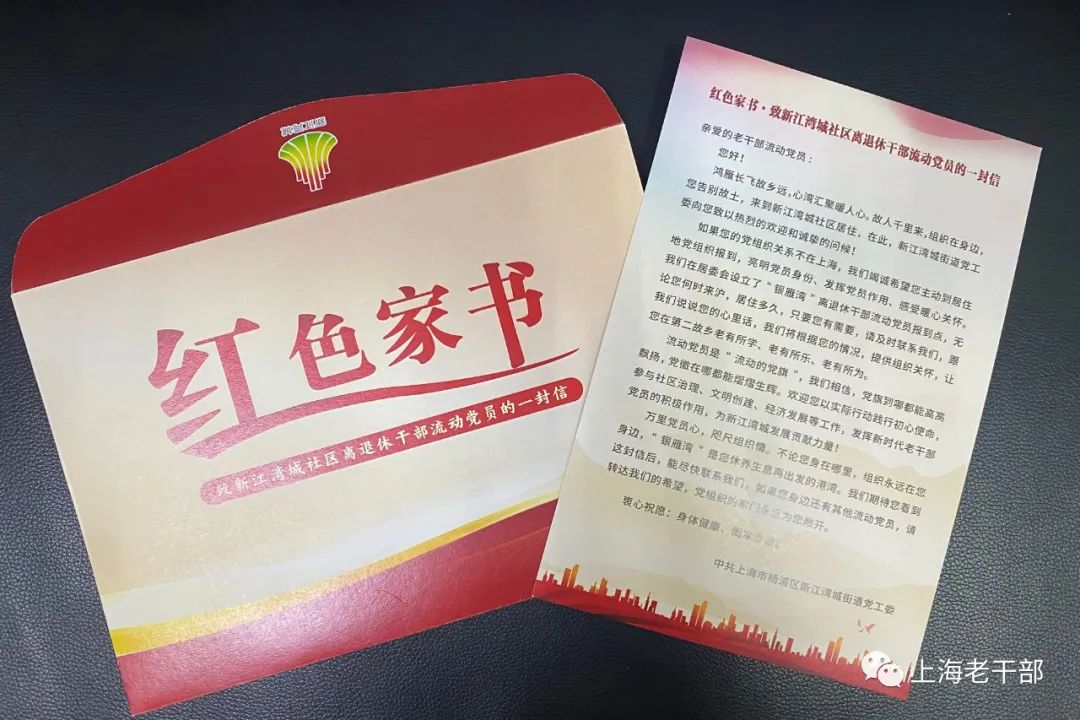 红色家书
致新江湾城社区离退休干部流动党员的一封信
红色家书·致新江湾城社区离退休干部流动党员的一封信
亲爱的老干部流动党员：
您好！
鸿雁长飞故乡远，心湾汇聚暖人心。故人千里来，组织在身边，
您告别故土，来到新江湾城社区居住，在此，新江湾城街道党工
委向您致以热烈的欢迎和诚挚的问候！
如果您的党组织关系不在上海，我们竭诚希望您主动到居住
地党组织报到，亮明党员身份、发挥党员作用、感受暖心关怀。
我们在居委会设立了“银雁湾”离退休干部流动党员报到点，无
论您何时来沪，居住多久，只要您有需要，请及时联系我们，跟
我们说说您的心里话，我们将根据您的情况，提供组织关怀，让
您在第二故乡老有所学、老有所乐、老有所为。
流动党员是“流动的党旗”，我们相信，党旗到哪都能高高
飘扬，党徽在哪都能熠熠生辉。欢迎您以实际行动践行初心使命，
参与社区治理、文明创建、经济发展等工作，发挥新时代老干部
党员的积极作用，为新江湾城发展贡献力量！
万里党员心，咫尺组织情。不论您身在哪里，组织永远在您
身边，“银雁湾”是您休养生息再出发的港湾。我们期待您看到
这封信后，能尽快联系我们，如果您身边还有其他流动党员，请
转达我们的希望，党组织的家门永远为您敞开。
衷心祝愿：身体健康、阖家
中共上海市杨浦区新江湾城街道党工委
上海老干部